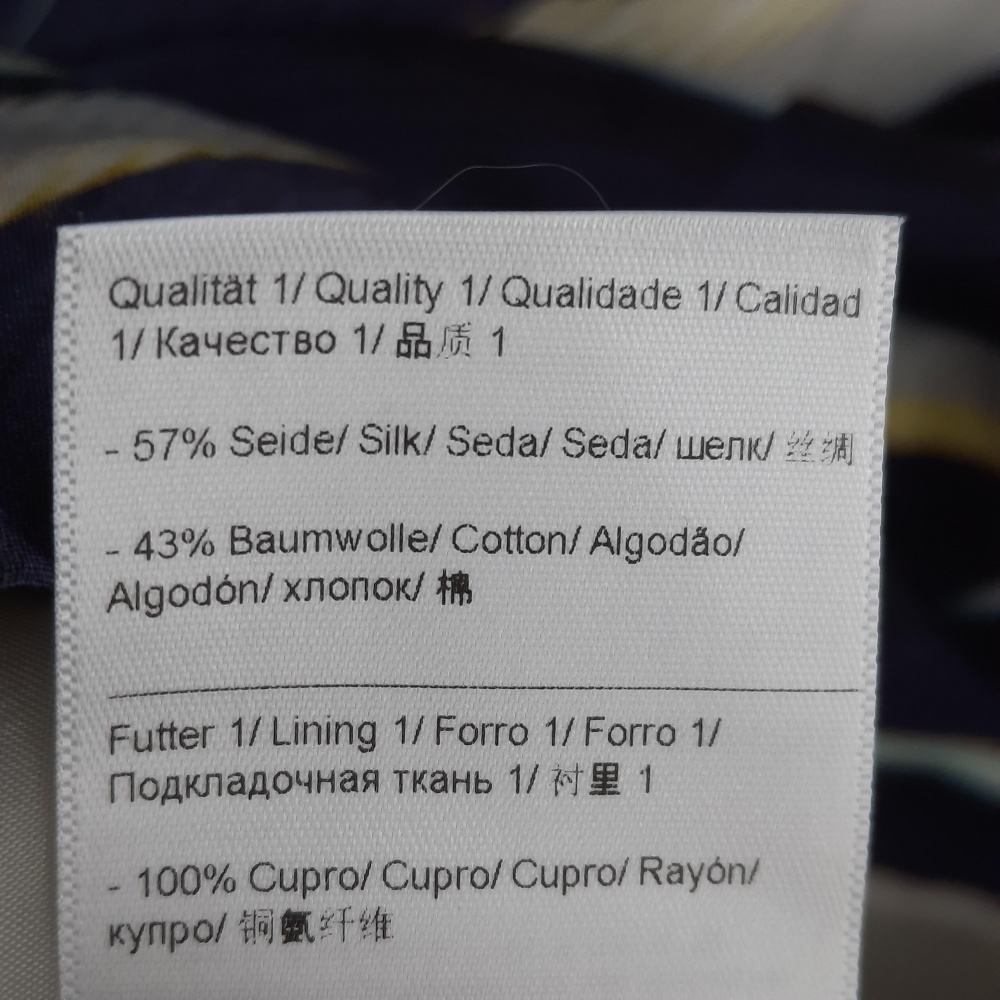 Qualität 1/ Quality 1/ Qualidade 1/ Calidad
1/ Качество 1/ 品质 1
- 57% Seide/ Silk/ Seda/ Seda/ шелк/ 丝绸
- 43% Baumwolle/ Cotton/ Algodão/
Algodón/ хлопок/ 棉
Futter 1/ Lining 1/ Forro 1/ Forro 1/
Подкладочная ткань 1/ 衬里 1
- 100% Cupro/ Cupro/ Cupro/ Rayón/
купро/ 铜氨纤维